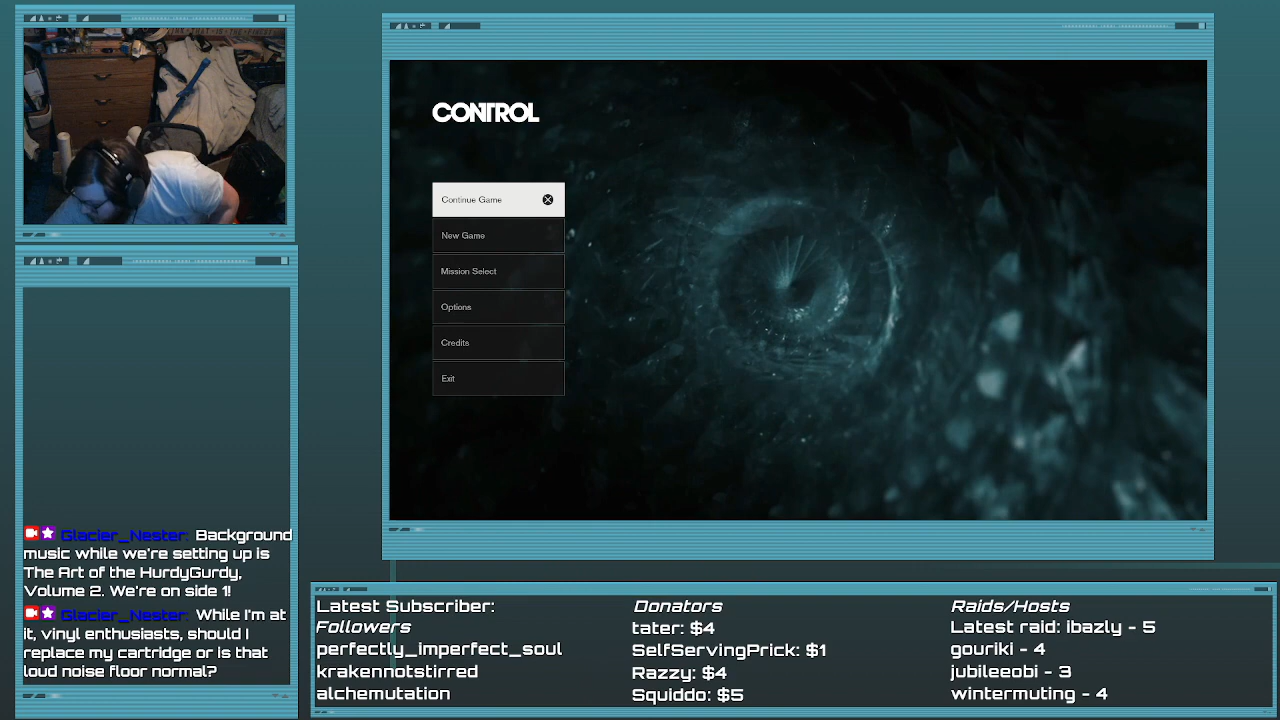 CONTROL
Continue Game
New Game
Mission Select
Options
Credits
Exit
Glacier_Nester: Background
music while we're setting up is
The Art of the HurdyGurdy,
Volume 2. We're on side 1!
Glacier_Nester: While I'm at
it, vinyl enthusiasts, should I
replace my cartridge or is that
loud noise floor normal?
Latest Subscriber:
Followers
perfectly_imperfect_soul
krakennotstirred
alchemutation
Donators
tater: $4
SelfServingPrick: $1
Razzy: $4
Squiddo: $5
Raids/Hosts
Latest raid: ibazly - 5
gouriki - 4
jubileeobi - 3
wintermuting - 4